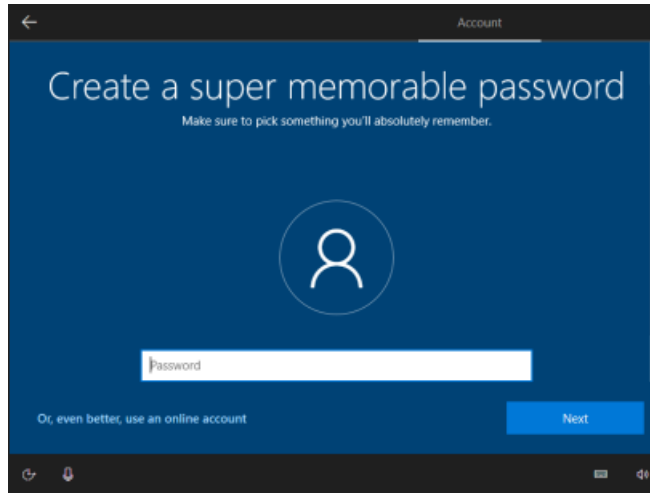 Account
Create a super memorable password
Make sure to pick something you'll absolutely remember.
Password
Or, even better, use an online account
Next